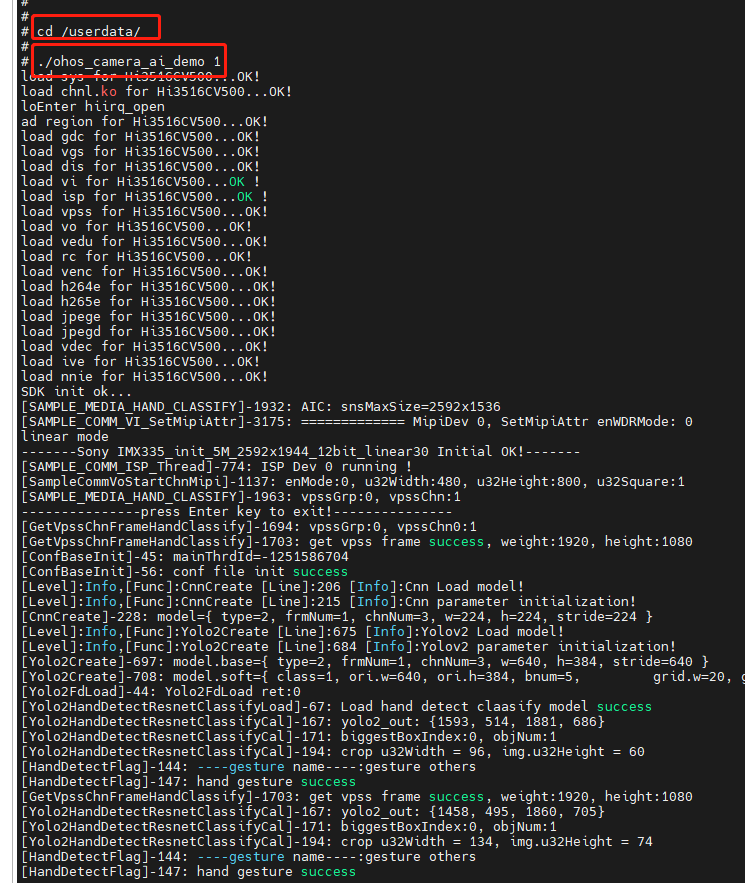 #
#
# cd /userdata/
#
# ./ohos_camera_ai_demo 1
load sys for Hi3516CV500...OK!
load chnl.ko for Hi3516CV500...OK!
loEnter hiirq_open
ad region for Hi3516CV500...OK!
load gdc for Hi3516CV500...OK!
load vgs for Hi3516CV500...OK!
load dis for Hi3516CV500...OK!
load vi for Hi3516CV500...OK !
load isp for Hi3516CV500...OK !
load vpss for Hi3516CV500...OK!
load vo for Hi3516CV500...OK!
load vedu for Hi3516CV500...OK!
load rc for Hi3516CV500...OK!
load venc for Hi3516CV500...OK!
load h264e for Hi3516CV500...OK!
load h265e for Hi3516CV500...OK!
load jpege for Hi3516CV500...OK!
load jpegd for Hi3516CV500...OK!
load vdec for Hi3516CV500...OK!
load ive for Hi3516CV500...OK!
load nnie for Hi3516CV500...OK!
SDK init ok...
[SAMPLE_MEDIA_HAND_CLASSIFY]-1932: AIC: snsMaxSize=2592x1536
[SAMPLE_COMM_VI_SetMipiAttr]-3175: ============= MipiDev 0, SetMipiAttr enWDRMode: 0
linear mode
-------Sony IMX335_init_5M_2592x1944_12bit_linear30 Initial OK!-------
[SAMPLE_COMM_ISP_Thread]-774: ISP Dev 0 running !
[SampleCommVoStartChnMipi]-1137: enMode:0, u32Width:480, u32Height:800, u32Square:1
[SAMPLE_MEDIA_HAND_CLASSIFY]-1963: vpssGrp:0, vpssChn:1
---------------press Enter key to exit!---------------
[GetVpssChnFrameHandClassify]-1694: vpssGrp:0, vpssChn0:1
[GetVpssChnFrameHandClassify]-1703: get vpss frame success, weight:1920, height:1080
[ConfBaseInit]-45: mainThrdId=-1251586704
[ConfBaseInit]-56: conf file init success
[Level]:Info,[Func]:CnnCreate [Line]:206 [Info]:Cnn Load model!
[Level]:Info,[Func]:CnnCreate [Line]:215 [Info]:Cnn parameter initialization!
[CnnCreate]-228: model={ type=2, frmNum=1, chnNum=3, w=224, h=224, stride=224 }
[Level]:Info,[Func]:Yolo2Create [Line]:675 [Info]:Yolov2 Load model!
[Level]:Info,[Func]:Yolo2Create [Line]:684 [Info]:Yolov2 parameter initialization!
[Yolo2Create]-697: model.base={ type=2, frmNum=1, chnNum=3, w=640, h=384, stride=640 }
[Yolo2Create]-708: model.soft={ class=1, ori.w=640, ori.h=384, bnum=5, grid.w=20, g
[Yolo2FdLoad]-44: Yolo2FdLoad ret:0
[Yolo2HandDetectResnetClassifyLoad]-67: Load hand detect claasify model success
[Yolo2HandDetectResnetClassifyCal]-167: yolo2_out: {1593, 514, 1881, 686}
[Yolo2HandDetectResnetClassifyCal]-171: biggestBoxIndex:0, objNum:1
[Yolo2HandDetectResnetClassifyCal]-194: crop u32Width = 96, img.u32Height = 60
[HandDetectFlag]-144: ----gesture name----:gesture others
[HandDetectFlag]-147: hand gesture success
[GetVpssChnFrameHandClassify]-1703: get vpss frame success, weight:1920, height:1080
[Yolo2HandDetectResnetClassifyCal]-167: yolo2_out: {1458, 495, 1860, 705}
[Yolo2HandDetectResnetClassifyCal]-171: biggestBoxIndex:0, objNum:1
[Yolo2HandDetectResnetClassifyCal]-194: crop u32Width = 134, img.u32Height = 74
[HandDetectFlag]-144: ----gesture name----:gesture others
[HandDetectFlag]-147: hand gesture success